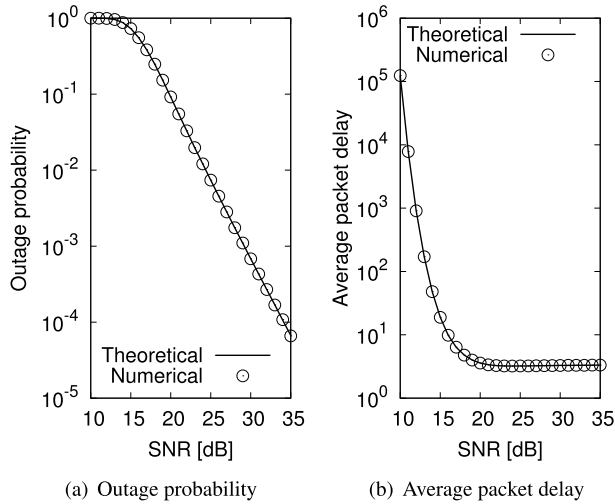 10^0
10^-1
10^-2
10^-3
10^-4
10^-5
Outage probability
Theoretical
Numerical
10 15 20 25 30 35
SNR [dB]
(a) Outage probability
10^6
10^5
10^4
10^3
10^2
10^1
10^0
Average packet delay
Theoretical
Numerical
10 15 20 25 30 35
SNR [dB]
(b) Average packet delay